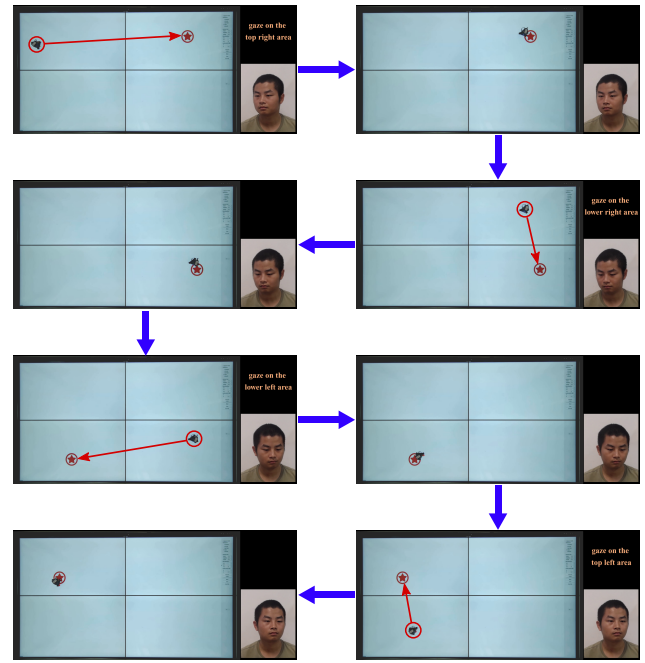 gaze on the
top right area
gaze on the
lower right area
gaze on the
lower left area
gaze on the
top left area